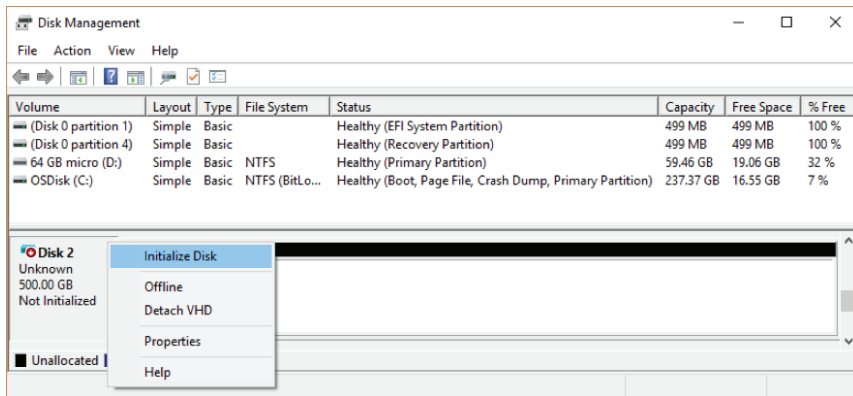 Disk Management
File Action View Help
Volume Layout Type File System Status Capacity Free Space % Free
(Disk 0 partition 1) Simple Basic Healthy (EFI System Partition) 499 MB 499 MB 100 %
(Disk 0 partition 4) Simple Basic Healthy (Recovery Partition) 499 MB 499 MB 100 %
64 GB micro (D:) Simple Basic NTFS Healthy (Primary Partition) 59.46 GB 19.06 GB 32 %
OSDisk (C:) Simple Basic NTFS (BitLo... Healthy (Boot, Page File, Crash Dump, Primary Partition) 237.37 GB 16.55 GB 7 %
Disk 2
Unknown
500.00 GB
Not Initialized
Initialize Disk
Offline
Detach VHD
Properties
Help
Unallocated